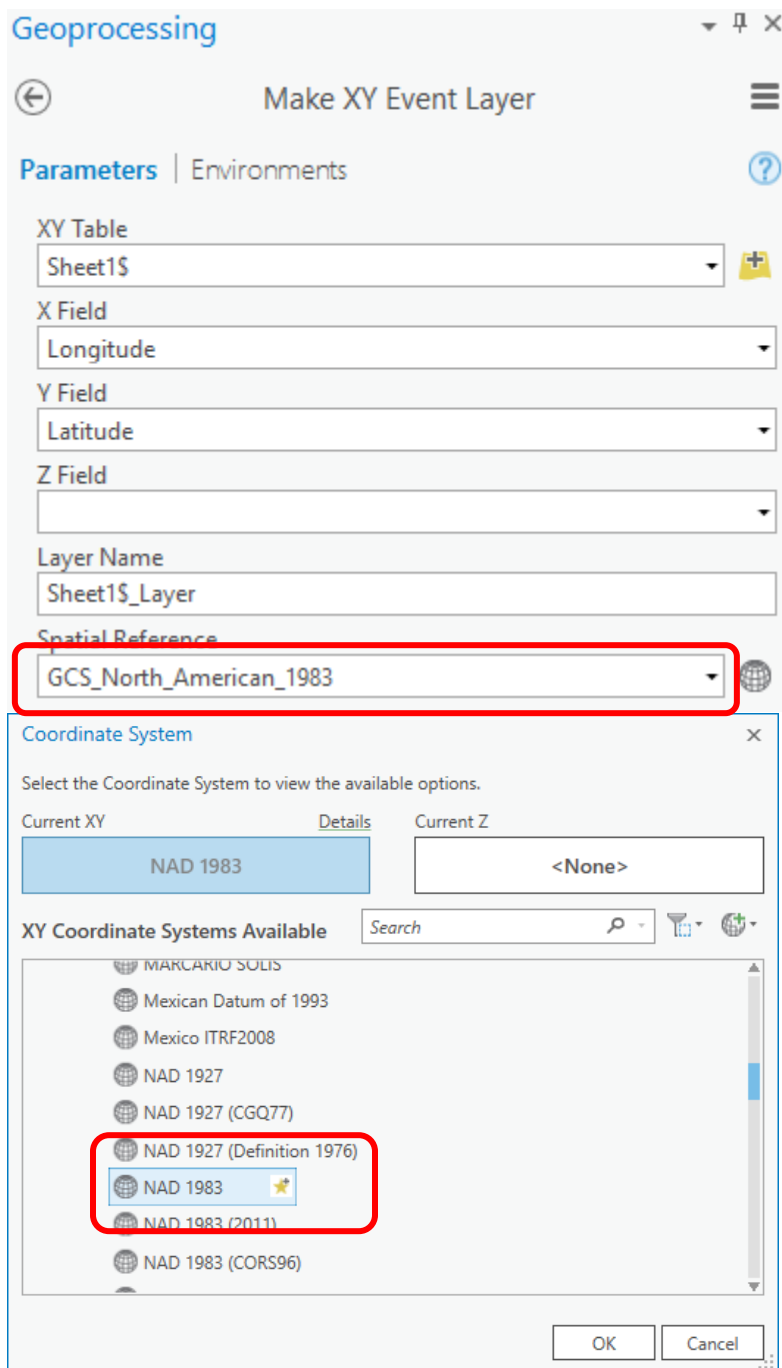 Geoprocessing
Make XY Event Layer
Parameters | Environments
XY Table
Sheet1$
X Field
Longitude
Y Field
Latitude
Z Field
Layer Name
Sheet1$_Layer
Spatial Reference
GCS_North_American_1983
Coordinate System
Select the Coordinate System to view the available options.
Current XY Details Current Z
NAD 1983 <None>
XY Coordinate Systems Available Search
MARCARIO SOLIS
Mexican Datum of 1993
Mexico ITRF2008
NAD 1927
NAD 1927 (CGQ77)
NAD 1927 (Definition 1976)
NAD 1983
NAD 1983 (2011)
NAD 1983 (CORS96)
OK Cancel